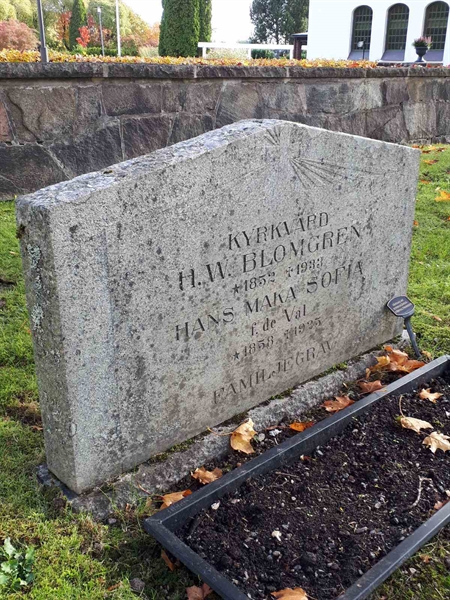 KYRKVÄRD
H.W. BLOMGREN
*1852 †1933
HANS MAKA SOFIA
f. de Val
*1858 †1925
FAMILJEGRAV